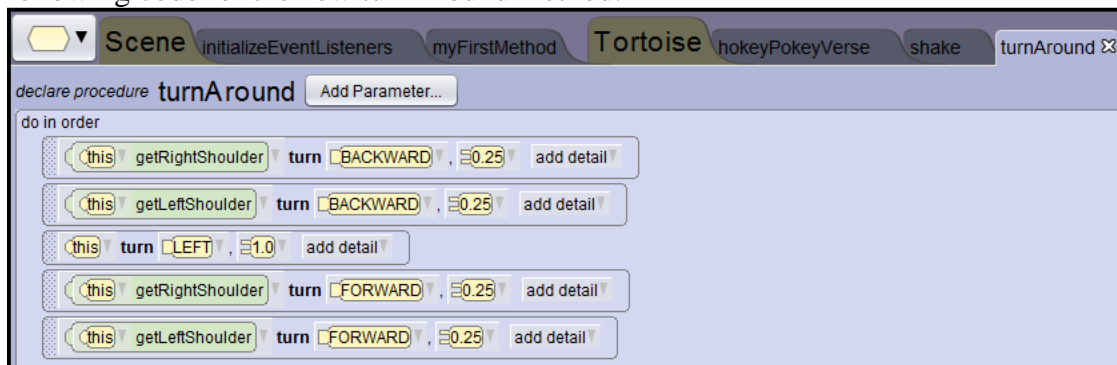 Scene initializeEventListeners myFirstMethod Tortoise hokeyPokeyVerse shake turnAround
declare procedure turnAround Add Parameter...
do in order
this getRightShoulder turn BACKWARD , 0.25 add detail
this getLeftShoulder turn BACKWARD , 0.25 add detail
this turn LEFT , 1.0 add detail
this getRightShoulder turn FORWARD , 0.25 add detail
this getLeftShoulder turn FORWARD , 0.25 add detail